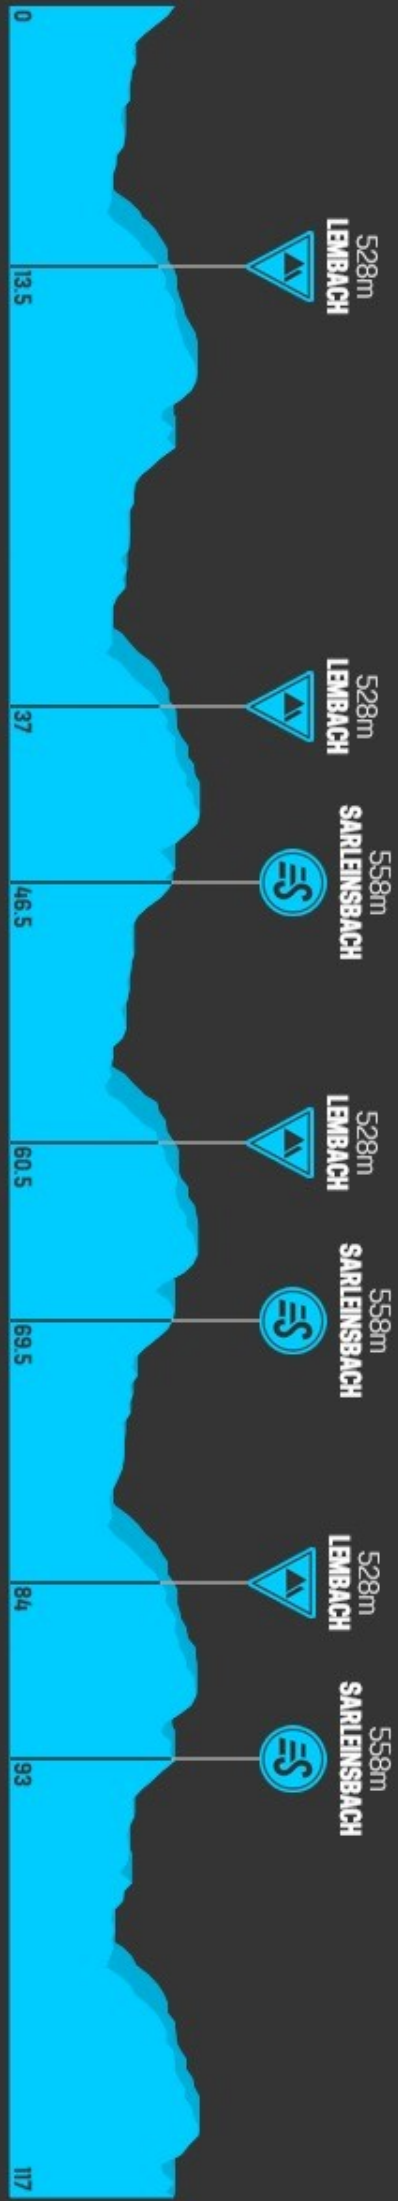 528m
LEMBACH
528m
LEMBACH
558m
SARLEINSBACH
528m
LEMBACH
558m
SARLEINSBACH
528m
LEMBACH
558m
SARLEINSBACH
0
13.5
37
46.5
60.5
69.5
84
93
117